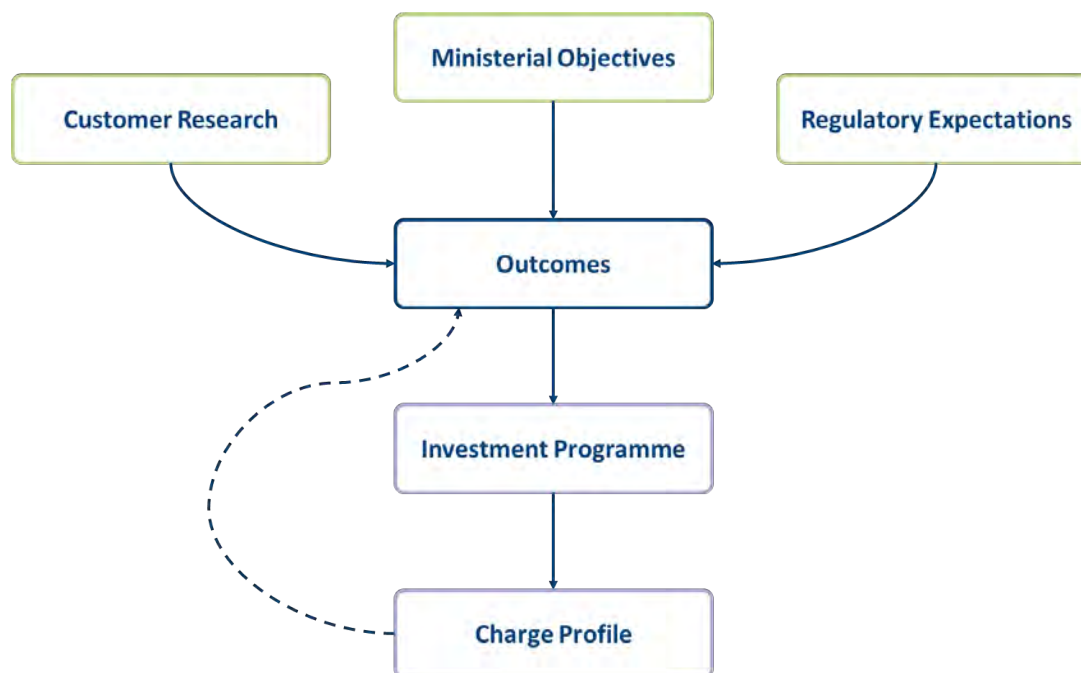 Ministerial Objectives
Customer Research
Regulatory Expectations
Outcomes
Investment Programme
Charge Profile